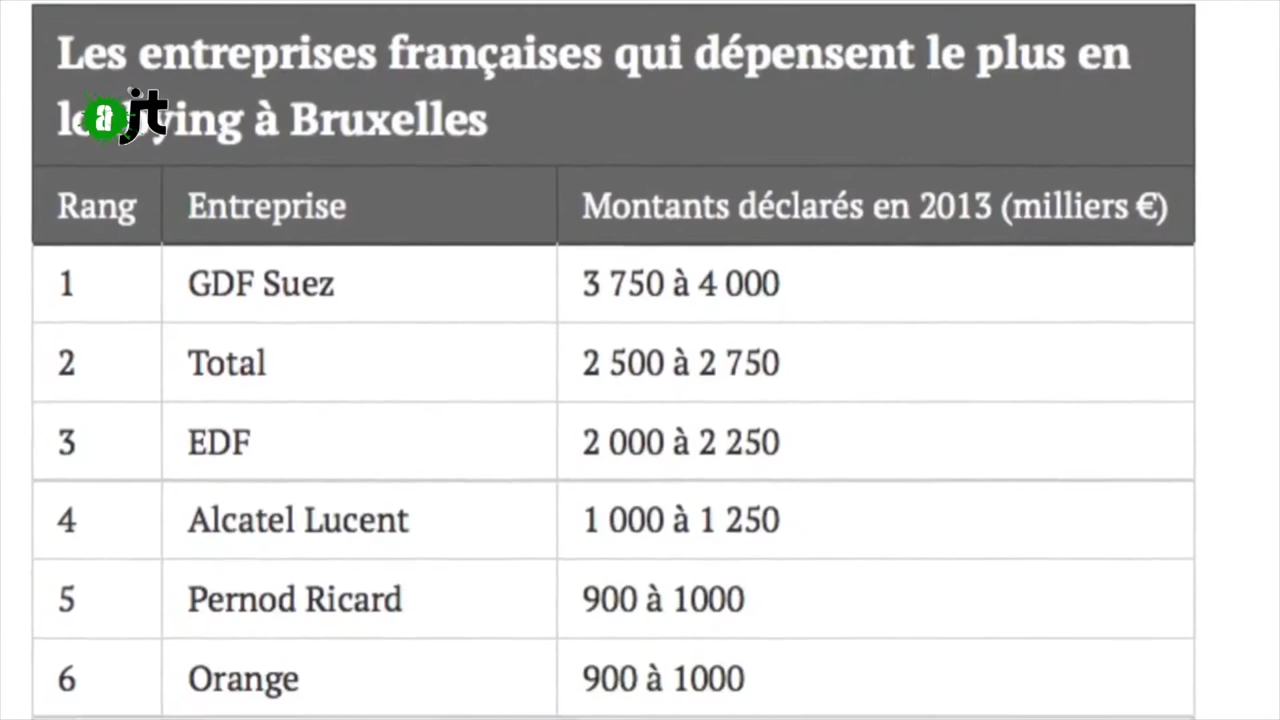 Les entreprises françaises qui dépensent le plus en
ajt
à Bruxelles
Rang Entreprise Montants déclarés en 2013 (milliers €)
1 GDF Suez 3 750 à 4 000
2 Total 2 500 à 2 750
3 EDF 2 000 à 2 250
4 Alcatel Lucent 1 000 à 1 250
5 Pernod Ricard 900 à 1000
6 Orange 900 à 1000